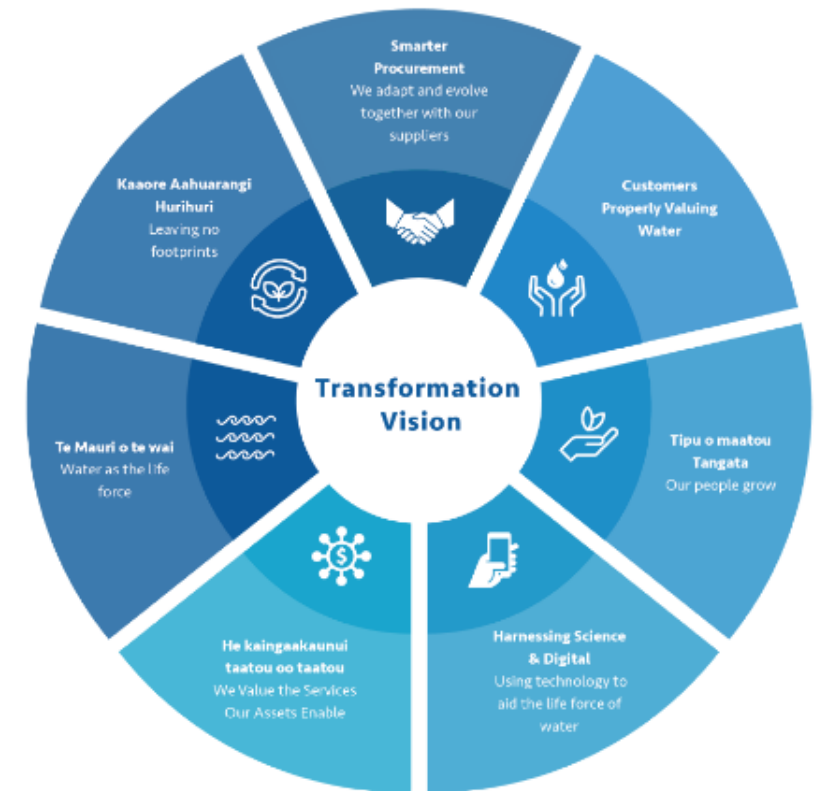 Smarter
Procurement
We adapt and evolve
together with our
suppliers
Customers
Properly Valuing
Water
Tipu o maatou
Tangata
Our people grow
Harnessing Science
& Digital
Using technology to
aid the life force of
water
He kaingaakaunui
taatou oo taatou
We Value the Services
Our Assets Enable
Te Mauri o te wai
Water as the life
force
Kaaore Aahuarangi
Hurihuri
Leaving no
footprints
Transformation
Vision
$